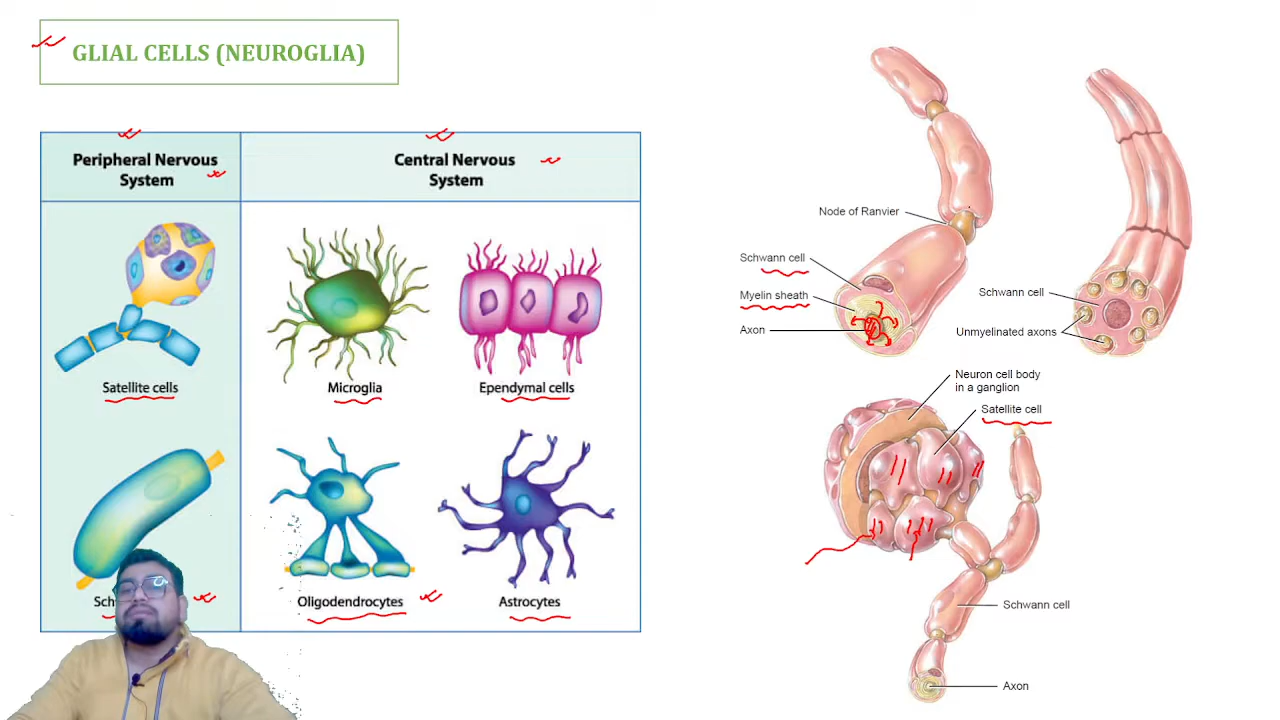 GLIAL CELLS (NEUROGLIA)
Peripheral Nervous
System
Central Nervous
System
Satellite cells
Microglia
Ependymal cells
Oligodendrocytes
Astrocytes
Node of Ranvier
Schwann cell
Myelin sheath
Axon
Schwann cell
Unmyelinated axons
Neuron cell body
in a ganglion
Satellite cell
Schwann cell
Axon